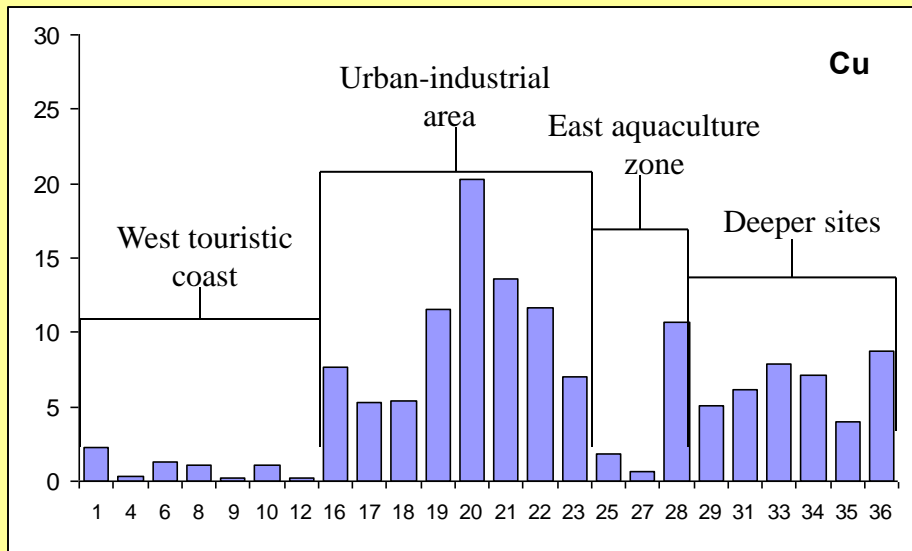 Cu
Urban-industrial
area
East aquaculture
zone
West touristic
coast
Deeper sites
30
25
20
15
10
5
0
1 4 6 8 9 10 12 16 17 18 19 20 21 22 23 25 27 28 29 31 33 34 35 36